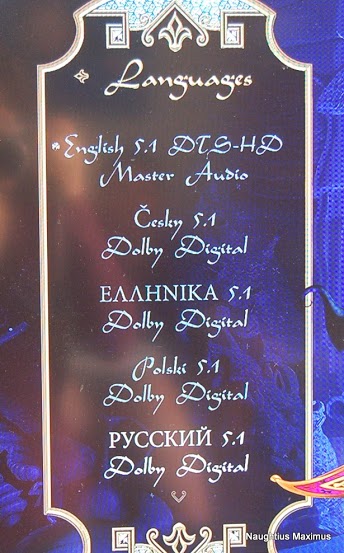 Languages
English 5.1 DTS-HD
Master Audio
Česky 5.1
Dolby Digital
ΕΛΛΗΝΙΚΑ 5.1
Dolby Digital
Polski 5.1
Dolby Digital
РУССКИЙ 5.1
Dolby Digital
Naughtius Maximus